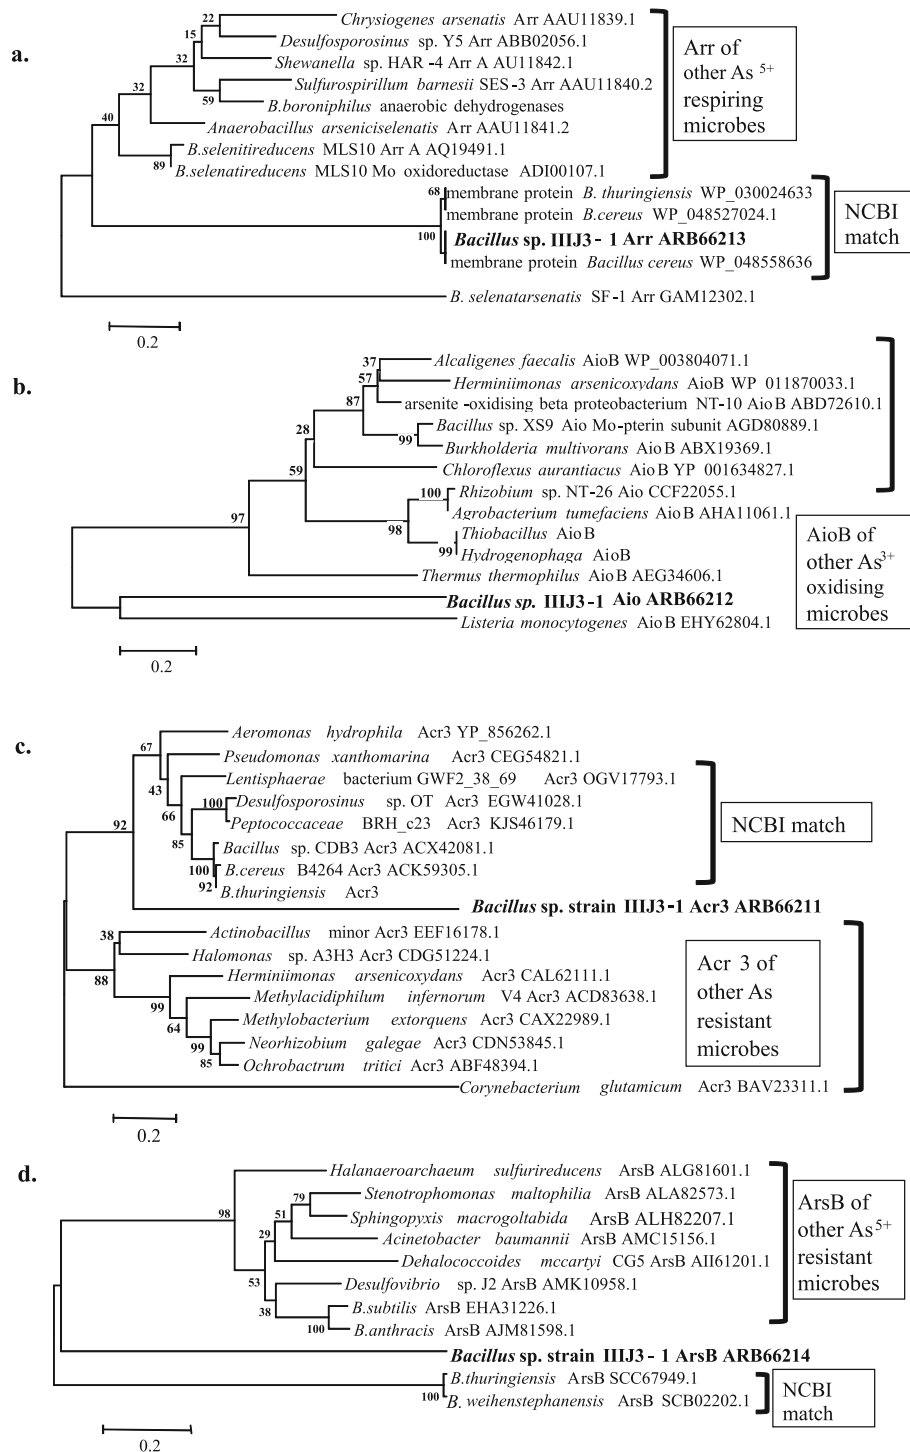 a.
22
Chrysiogenes arsenatis Arr AAU11839.1
15
Desulfosporosinus sp. Y5 Arr ABB02056.1
32
Shewanella sp. HAR -4 Arr A AU11842.1
32
Sulfurospirillum barnesii SES-3 Arr AAU11840.2
59
B.boroniphilus anaerobic dehydrogenases
40
Anaerobacillus arseniciselenatis Arr AAU11841.2
B.selenitireducens MLS10 Arr A AQ19491.1
89
B.selenatireducens MLS10 Mo oxidoreductase ADI00107.1
Arr of
other As 5+
respiring
microbes
68
membrane protein B. thuringiensis WP_030024633
membrane protein B.cereus WP_048527024.1
100
Bacillus sp. IIIJ3- 1 Arr ARB66213
membrane protein Bacillus cereus WP_048558636
NCBI
match
B. selenatarsenatis SF-1 Arr GAM12302.1
0.2
b.
37
Alcaligenes faecalis AioB WP_003804071.1
57
Herminiimonas arsenicoxydans AioB WP 011870033.1
87
arsenite -oxidising beta proteobacterium NT-10 AioB ABD72610.1
28
Bacillus sp. XS9 Aio Mo-pterin subunit AGD80889.1
99
Burkholderia multivorans AioB ABX19369.1
59
Chloroflexus aurantiacus AioB YP 001634827.1
100
Rhizobium sp. NT-26 Aio CCF22055.1
Agrobacterium tumefaciens AioB AHA11061.1
97
98
Thiobacillus AioB
99
Hydrogenophaga AioB
Thermus thermophilus AioB AEG34606.1
Bacillus sp. IIIJ3-1 Aio ARB66212
Listeria monocytogenes AioB EHY62804.1
AioB of
other As3+
oxidising
microbes
0.2
c.
67
Aeromonas hydrophila Acr3 YP_856262.1
Pseudomonas xanthomarina Acr3 CEG54821.1
43
Lentisphaerae bacterium GWF2_38_69 Acr3 OGV17793.1
66
100
Desulfosporosinus sp. OT Acr3 EGW41028.1
Peptococcaceae BRH_c23 Acr3 KJS46179.1
92
85
Bacillus sp. CDB3 Acr3 ACX42081.1
100
B.cereus B4264 Acr3 ACK59305.1
92
B.thuringiensis Acr3
NCBI match
Bacillus sp. strain IIIJ3-1 Acr3 ARB66211
38
Actinobacillus minor Acr3 EEF16178.1
Halomonas sp. A3H3 Acr3 CDG51224.1
88
Herminiimonas arsenicoxydans Acr3 CAL62111.1
99
Methylacidiphilum infernorum V4 Acr3 ACD83638.1
64
Methylobacterium extorquens Acr3 CAX22989.1
99
Neorhizobium galegae Acr3 CDN53845.1
85
Ochrobactrum tritici Acr3 ABF48394.1
Corynebacterium glutamicum Acr3 BAV23311.1
Acr 3 of
other As
resistant
microbes
0.2
d.
Halanaeroarchaeum sulfurireducens ArsB ALG81601.1
79
Stenotrophomonas maltophilia ArsB ALA82573.1
98
51
Sphingopyxis macrogoltabida ArsB ALH82207.1
29
Acinetobacter baumannii ArsB AMC15156.1
Dehalococcoides mccartyi CG5 ArsB AII61201.1
53
Desulfovibrio sp. J2 ArsB AMK10958.1
38
B.subtilis ArsB EHA31226.1
100
B.anthracis ArsB AJM81598.1
ArsB of
other As5+
resistant
microbes
Bacillus sp. strain IIIJ3 - 1 ArsB ARB66214
B.thuringiensis ArsB SCC67949.1
100
B. weihenstephanensis ArsB SCB02202.1
NCBI
match
0.2